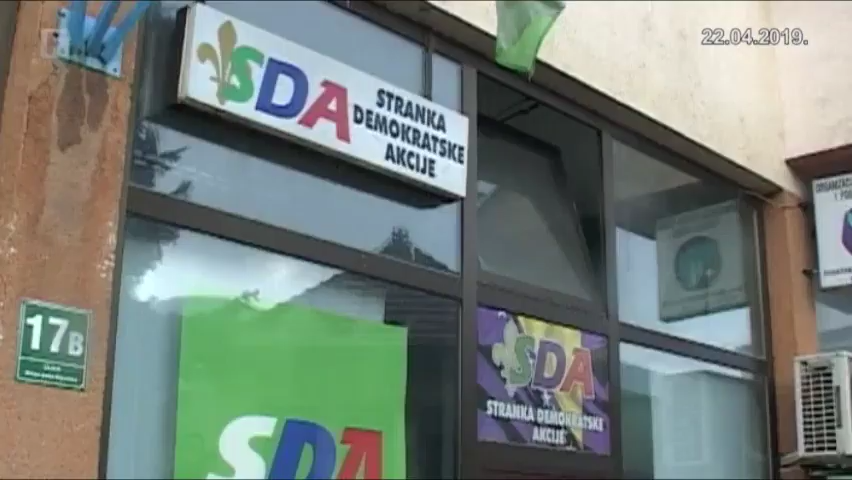 22.04.2019.
SDA
STRANKA
DEMOKRATSKE
AKCIJE
17B
SDA
STRANKA DEMOKRATSKE
AKCIJE
SDA